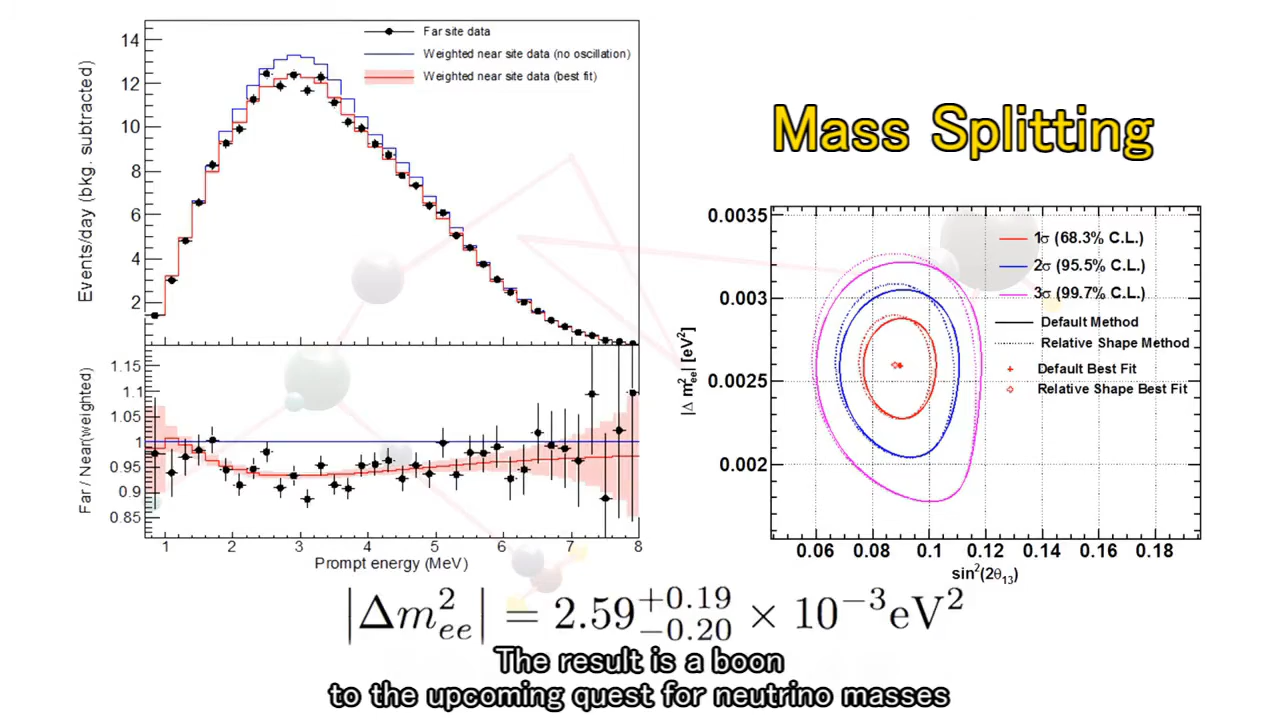 Far site data
Weighted near site data (no oscillation)
Weighted near site data (best fit)
Events/day (bkg. subtracted)
14
12
10
8
6
4
2
Far / Near(weighted)
1.15
1.1
1.05
1
0.95
0.9
0.85
1 2 3 4 5 6 7 8
Prompt energy (MeV)
Mass Splitting
|Δ m²ₑₑ| [eV²]
0.0035
0.003
0.0025
0.002
1σ (68.3% C.L.)
2σ (95.5% C.L.)
3σ (99.7% C.L.)
Default Method
Relative Shape Method
Default Best Fit
Relative Shape Best Fit
0.06 0.08 0.1 0.12 0.14 0.16 0.18
sin²(2θ₁₃)
|Δm²ₑₑ| = 2.59 +0.19 −0.20 × 10⁻³eV²
The result is a boon
to the upcoming quest for neutrino masses